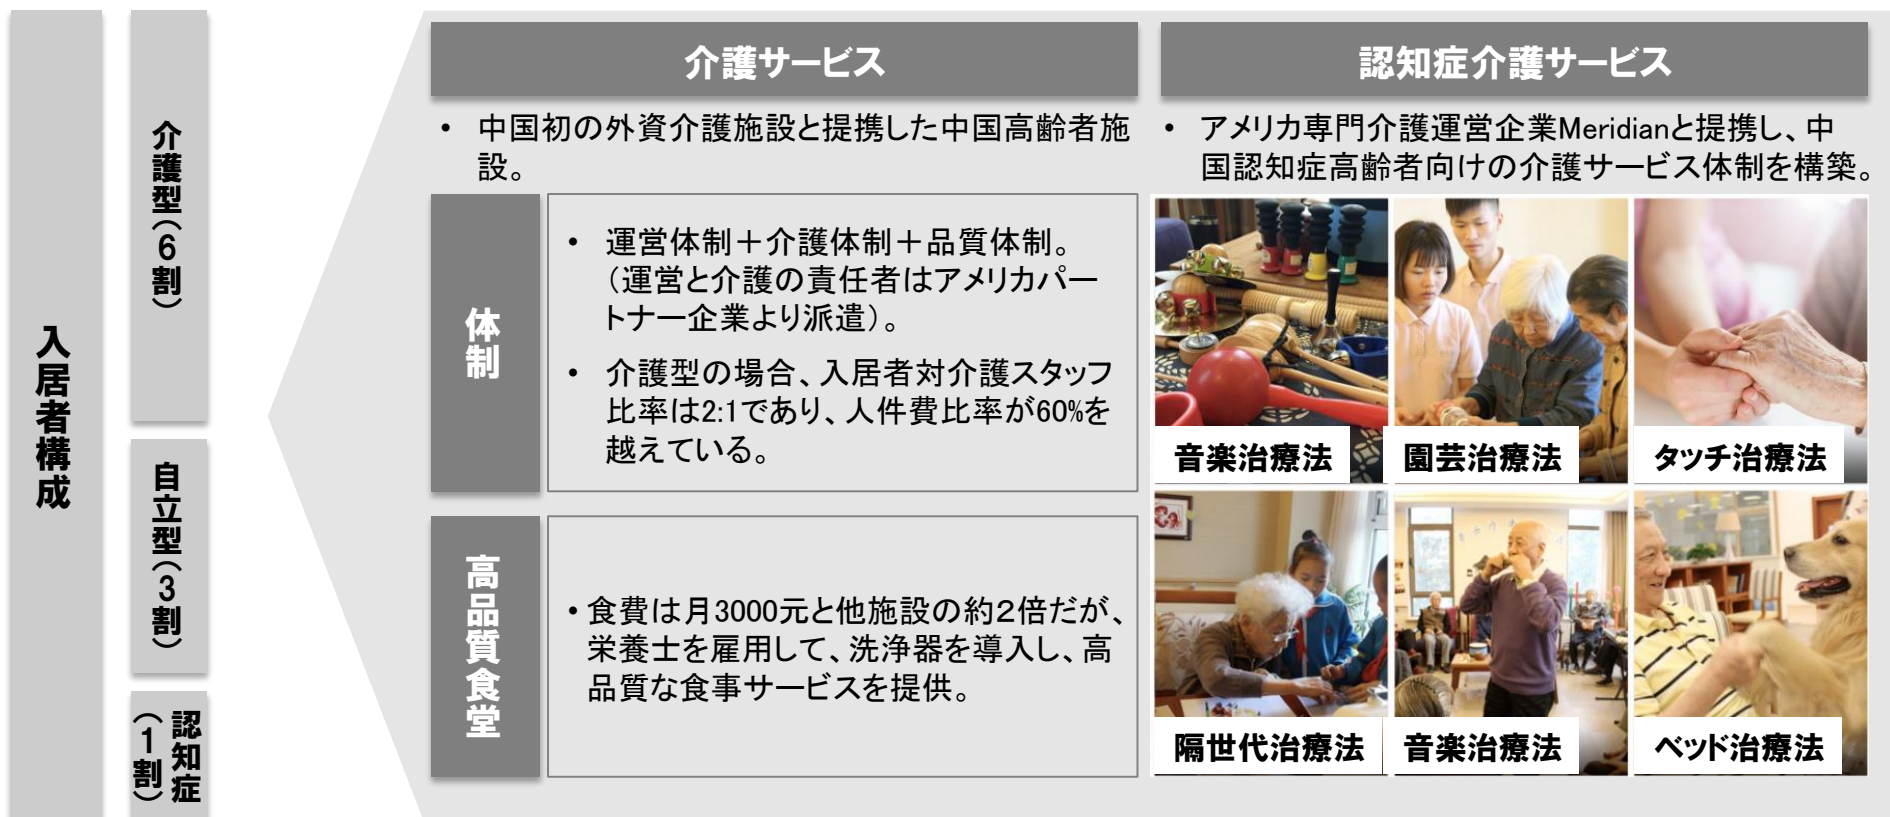 入居者構成
介護型(6割)
自立型(3割)
認知症
(1割)
介護サービス
• 中国初の外資介護施設と提携した中国高齢者施
設。
体制
• 運営体制＋介護体制＋品質体制。
(運営と介護の責任者はアメリカパー
トナー企業より派遣)。
• 介護型の場合、入居者対介護スタッフ
比率は2:1であり、人件費比率が60%を
越えている。
高品質食堂
• 食費は月3000元と他施設の約2倍だが、
栄養士を雇用して、洗浄器を導入し、高
品質な食事サービスを提供。
認知症介護サービス
• アメリカ専門介護運営企業Meridianと提携し、中
国認知症高齢者向けの介護サービス体制を構築。
音楽治療法
園芸治療法
タッチ治療法
隔世代治療法
音楽治療法
ベッド治療法